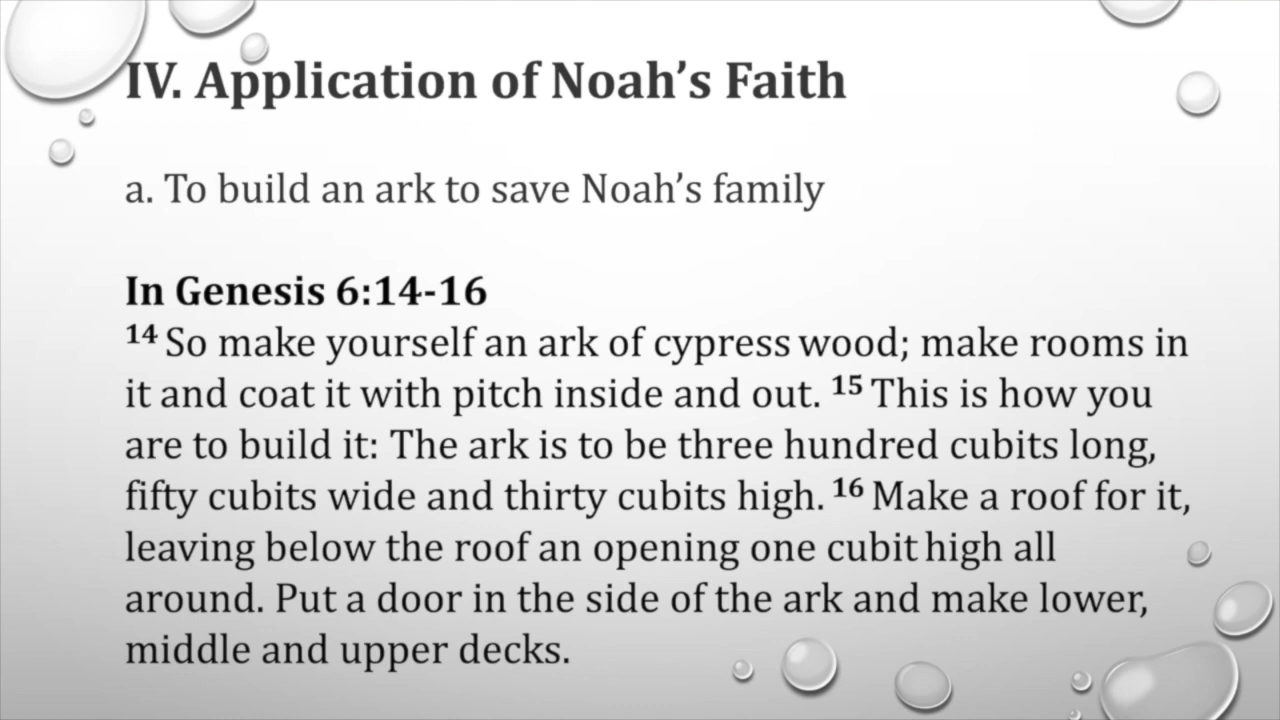 IV. Application of Noah’s Faith
a. To build an ark to save Noah’s family
In Genesis 6:14-16
14 So make yourself an ark of cypress wood; make rooms in
it and coat it with pitch inside and out. 15 This is how you
are to build it: The ark is to be three hundred cubits long,
fifty cubits wide and thirty cubits high. 16 Make a roof for it,
leaving below the roof an opening one cubit high all
around. Put a door in the side of the ark and make lower,
middle and upper decks.